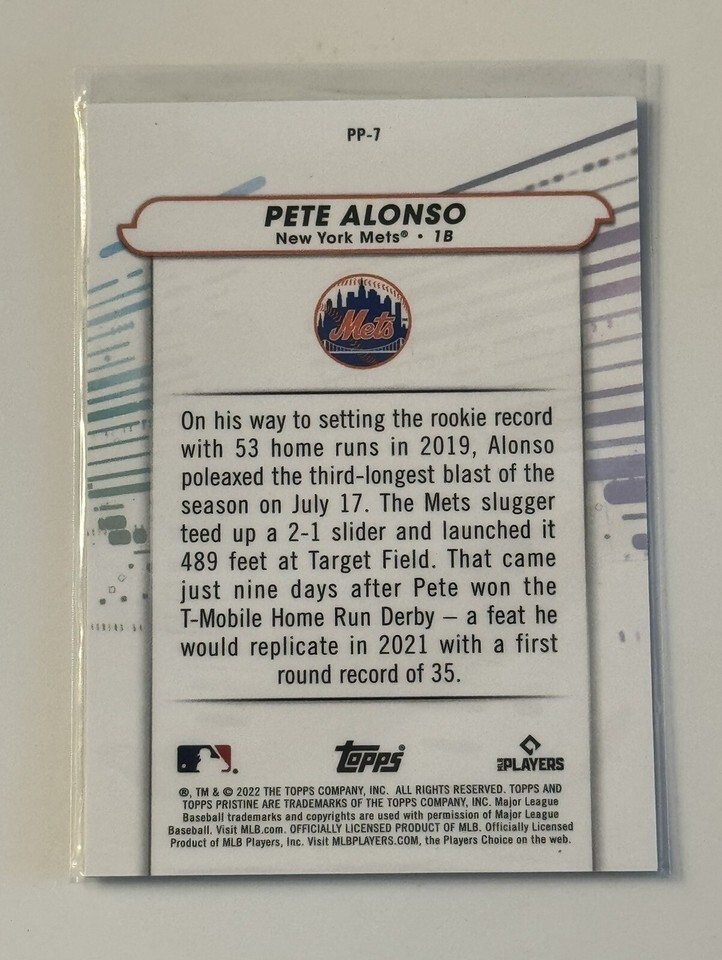 PP-7
PETE ALONSO
New York Mets® • 1B
Mets
On his way to setting the rookie record
with 53 home runs in 2019, Alonso
poleaxed the third-longest blast of the
season on July 17. The Mets slugger
teed up a 2-1 slider and launched it
489 feet at Target Field. That came
just nine days after Pete won the
T-Mobile Home Run Derby – a feat he
would replicate in 2021 with a first
round record of 35.
Topps®
MLB PLAYERS
®, TM & © 2022 THE TOPPS COMPANY, INC. ALL RIGHTS RESERVED. TOPPS AND
TOPPS PRISTINE ARE TRADEMARKS OF THE TOPPS COMPANY, INC. Major League
Baseball trademarks and copyrights are used with permission of Major League
Baseball. Visit MLB.com. OFFICIALLY LICENSED PRODUCT OF MLB. Officially Licensed
Product of MLB Players, Inc. Visit MLBPLAYERS.COM, the Players Choice on the web.